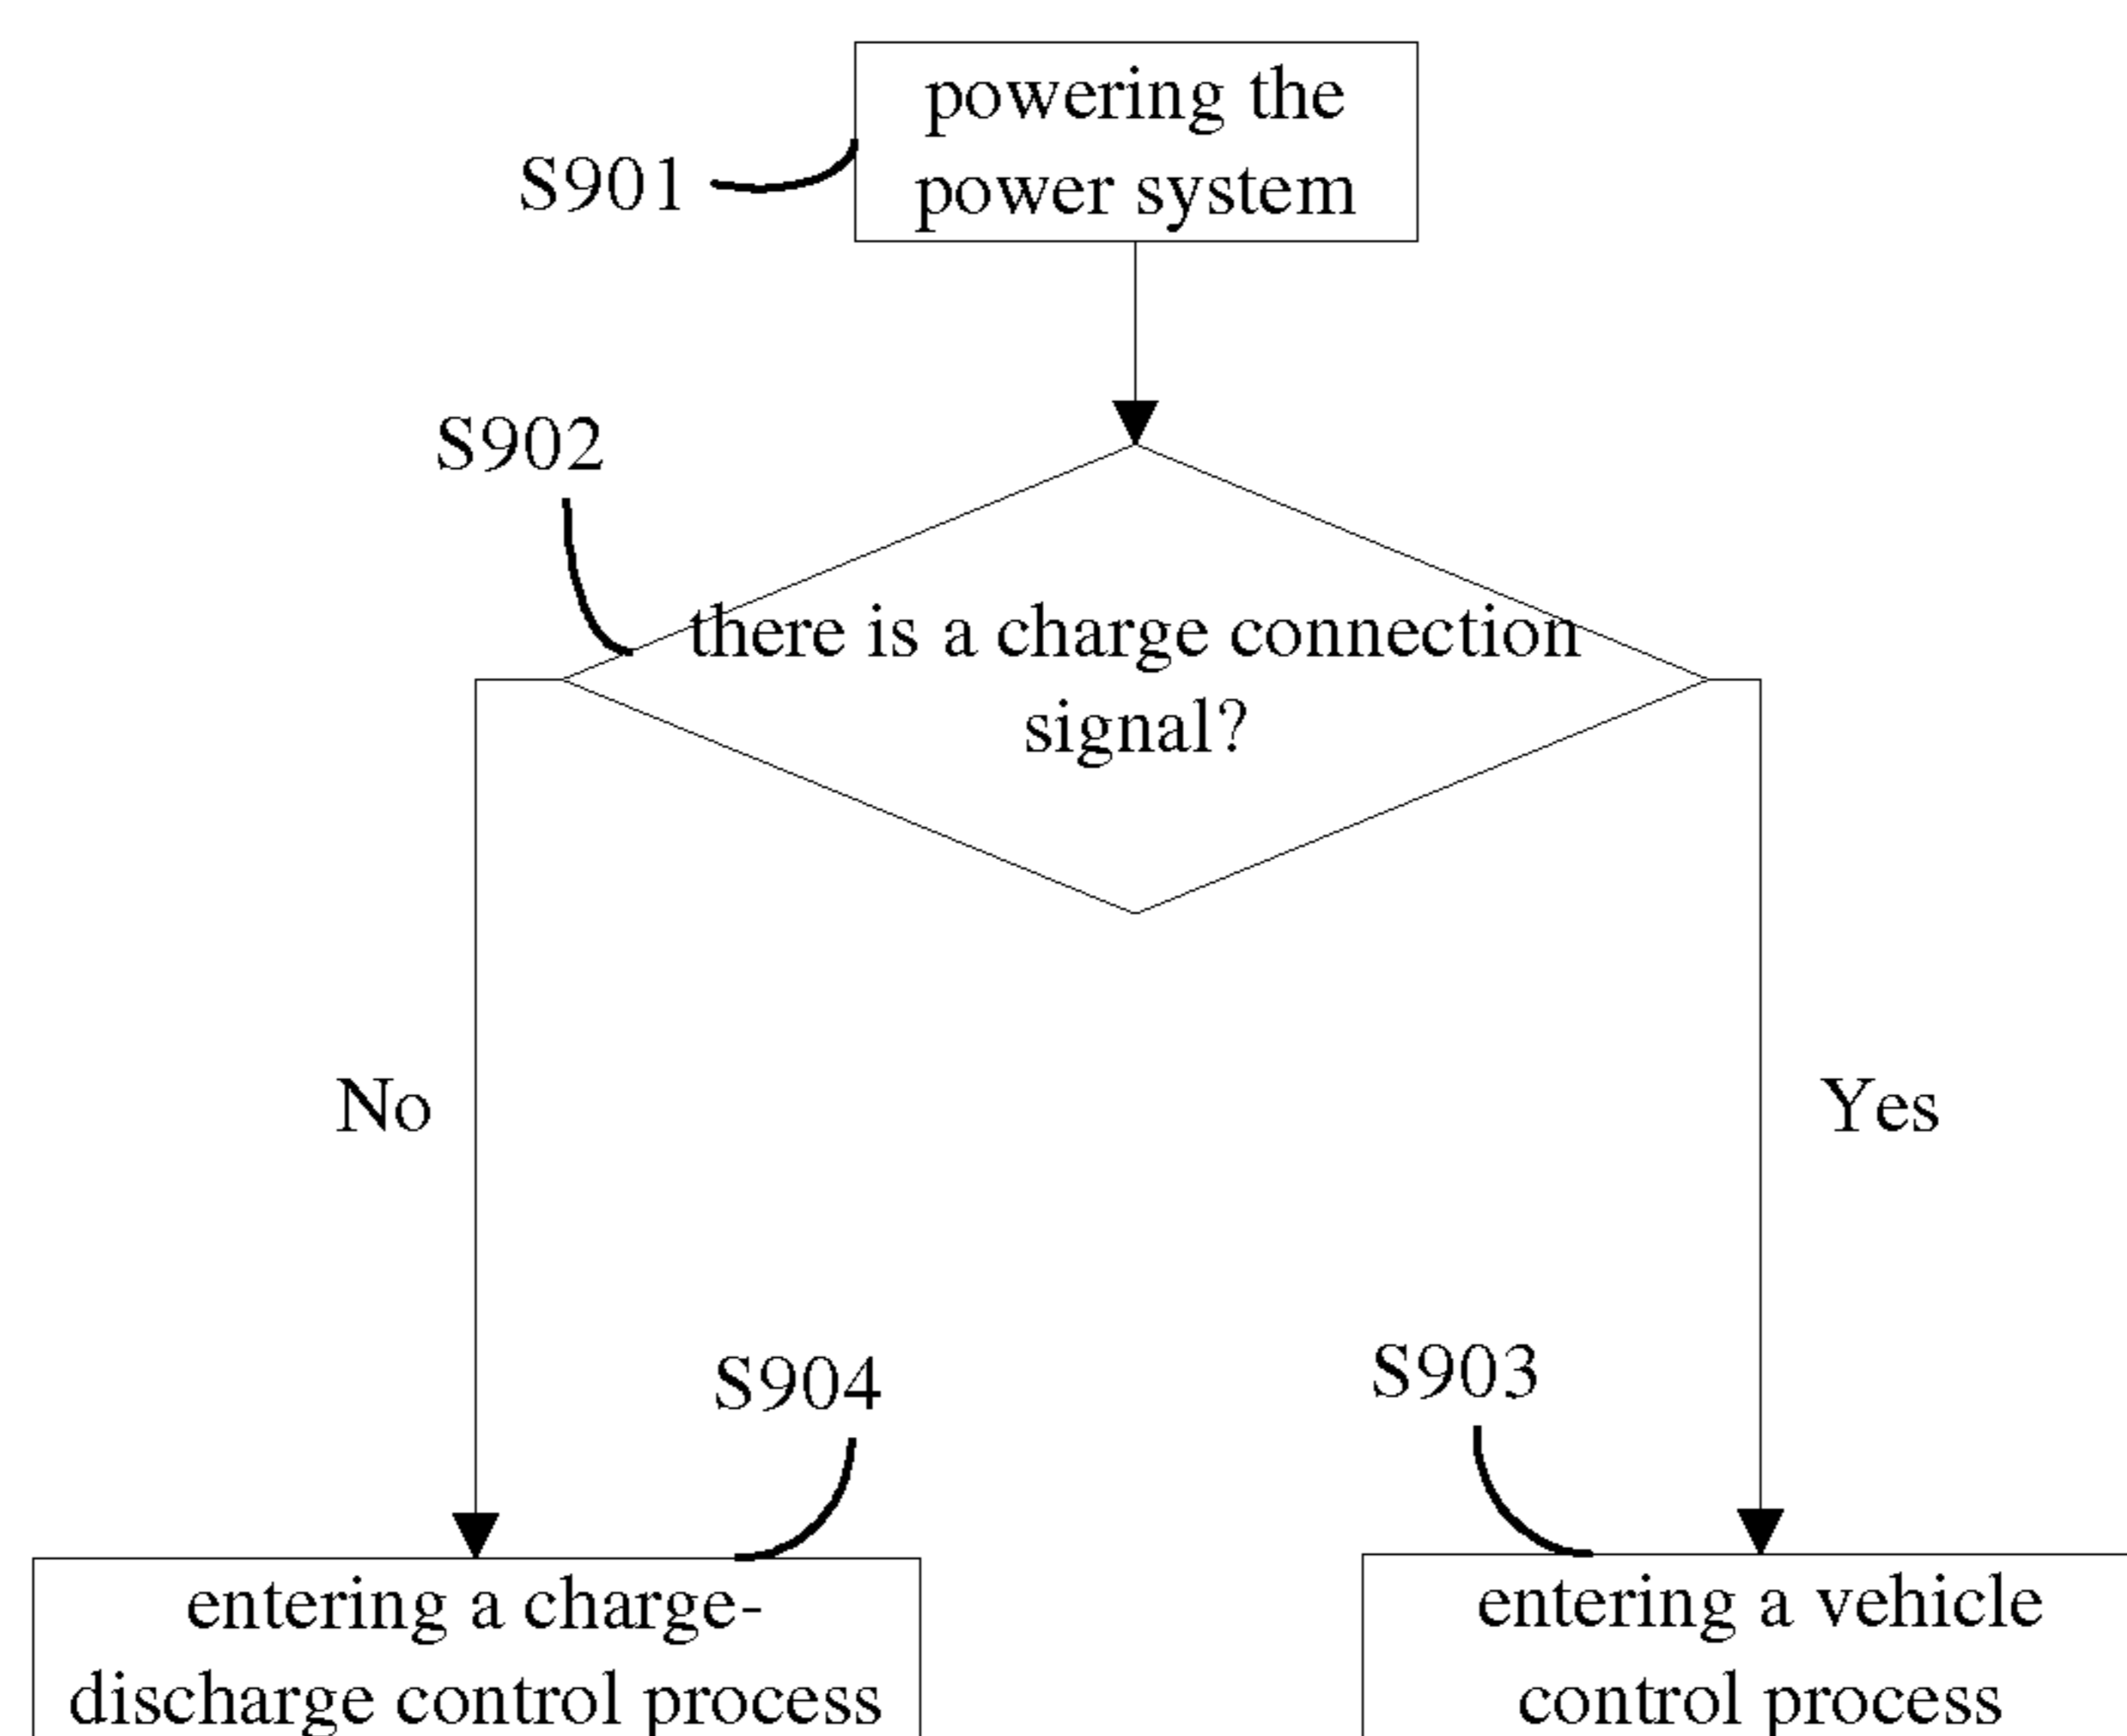 powering the
power system
S901
S902
there is a charge connection
signal?
No
Yes
S904
S903
entering a charge-
discharge control process
entering a vehicle
control process